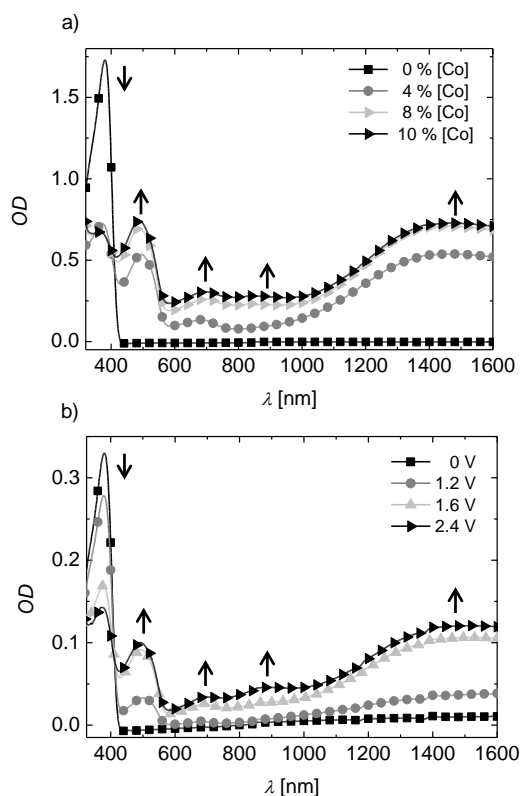 a)
0 % [Co]
4 % [Co]
8 % [Co]
10 % [Co]
1.5
1.0
0.5
0.0
OD
400 600 800 1000 1200 1400 1600
λ [nm]
b)
0 V
1.2 V
1.6 V
2.4 V
0.3
0.2
0.1
0.0
OD
400 600 800 1000 1200 1400 1600
λ [nm]